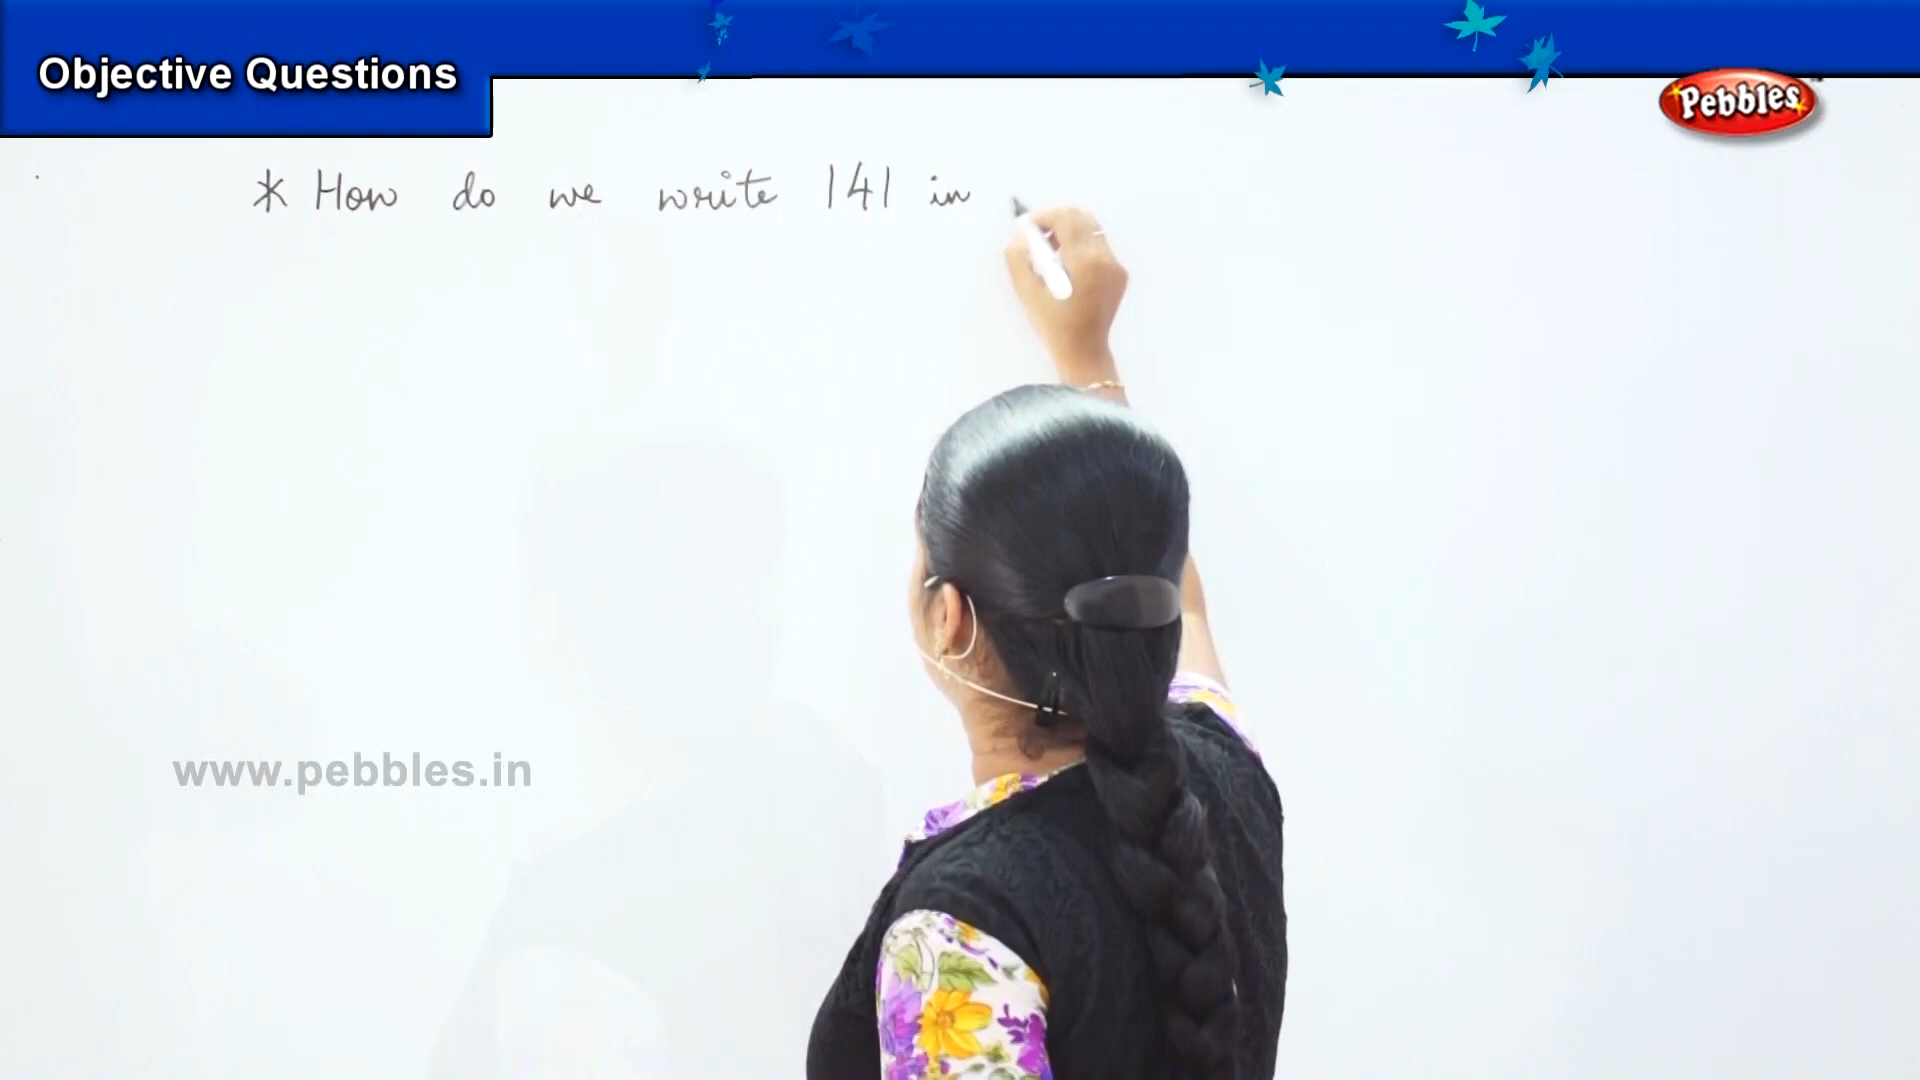 Objective Questions
Pebbles
* How do we write 141 in
www.pebbles.in